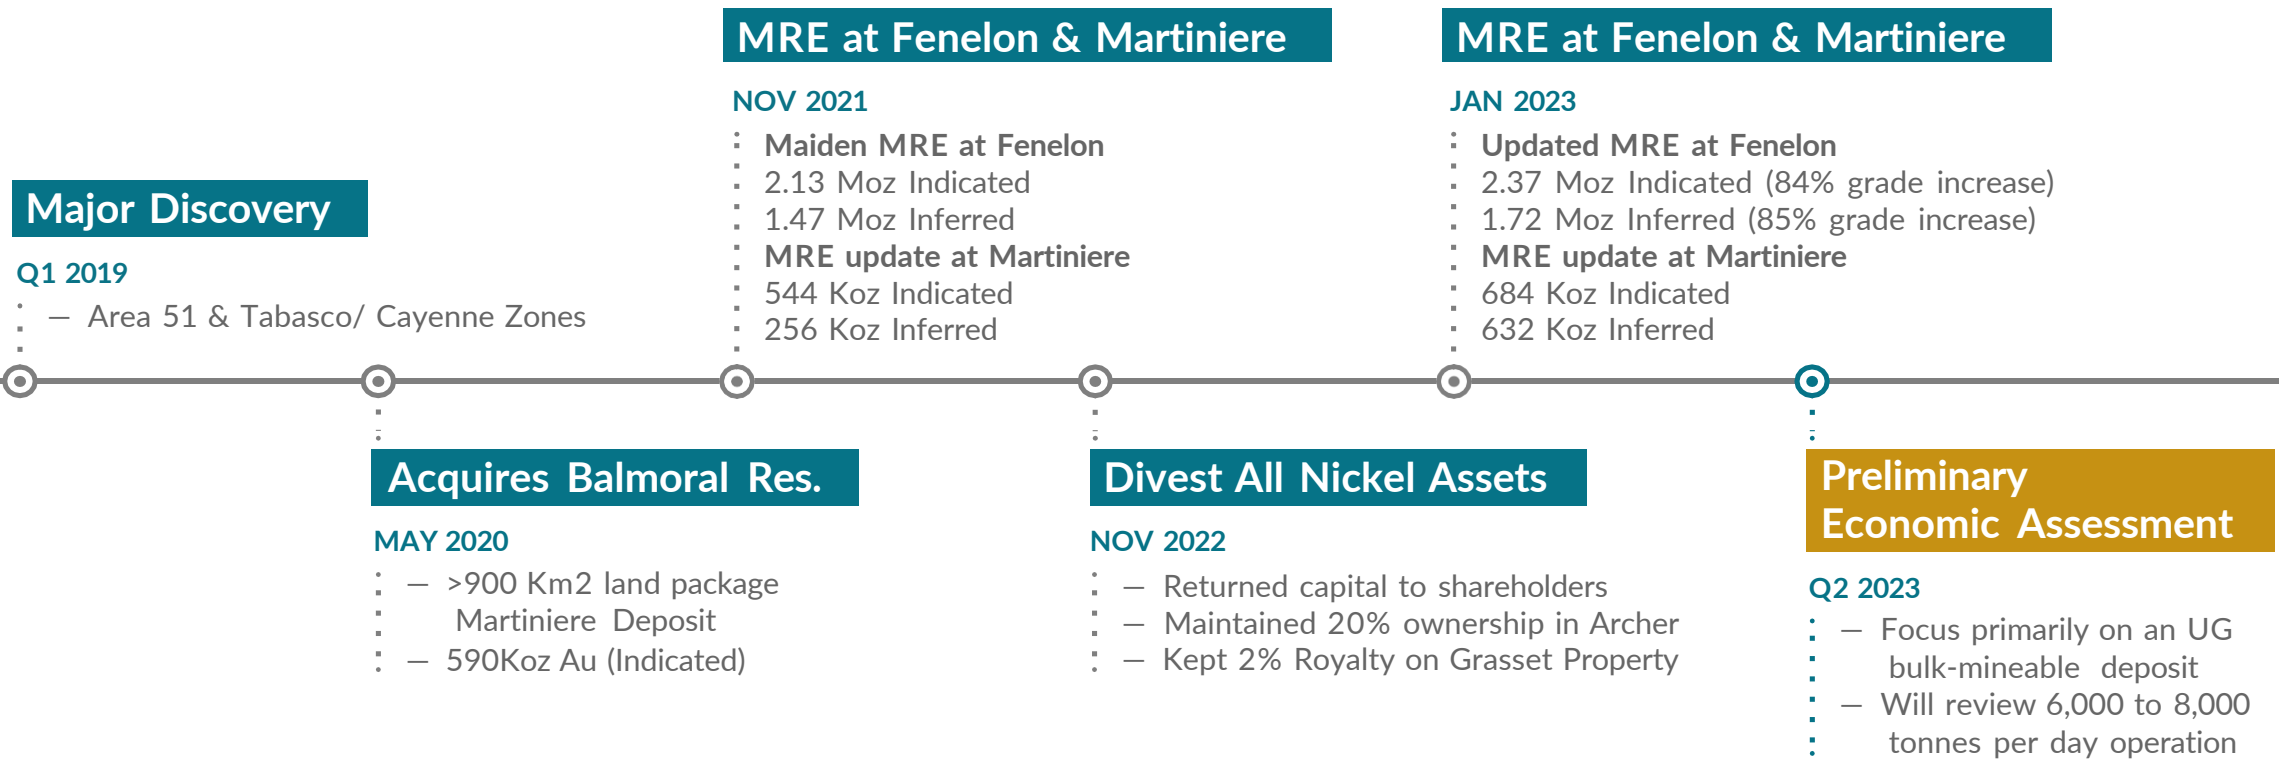 Major Discovery
Q1 2019
— Area 51 & Tabasco/ Cayenne Zones
Acquires Balmoral Res.
MAY 2020
— >900 Km2 land package
Martiniere Deposit
— 590Koz Au (Indicated)
MRE at Fenelon & Martiniere
NOV 2021
Maiden MRE at Fenelon
2.13 Moz Indicated
1.47 Moz Inferred
MRE update at Martiniere
544 Koz Indicated
256 Koz Inferred
Divest All Nickel Assets
NOV 2022
— Returned capital to shareholders
— Maintained 20% ownership in Archer
— Kept 2% Royalty on Grasset Property
MRE at Fenelon & Martiniere
JAN 2023
Updated MRE at Fenelon
2.37 Moz Indicated (84% grade increase)
1.72 Moz Inferred (85% grade increase)
MRE update at Martiniere
684 Koz Indicated
632 Koz Inferred
Preliminary
Economic Assessment
Q2 2023
— Focus primarily on an UG
bulk-mineable deposit
— Will review 6,000 to 8,000
tonnes per day operation